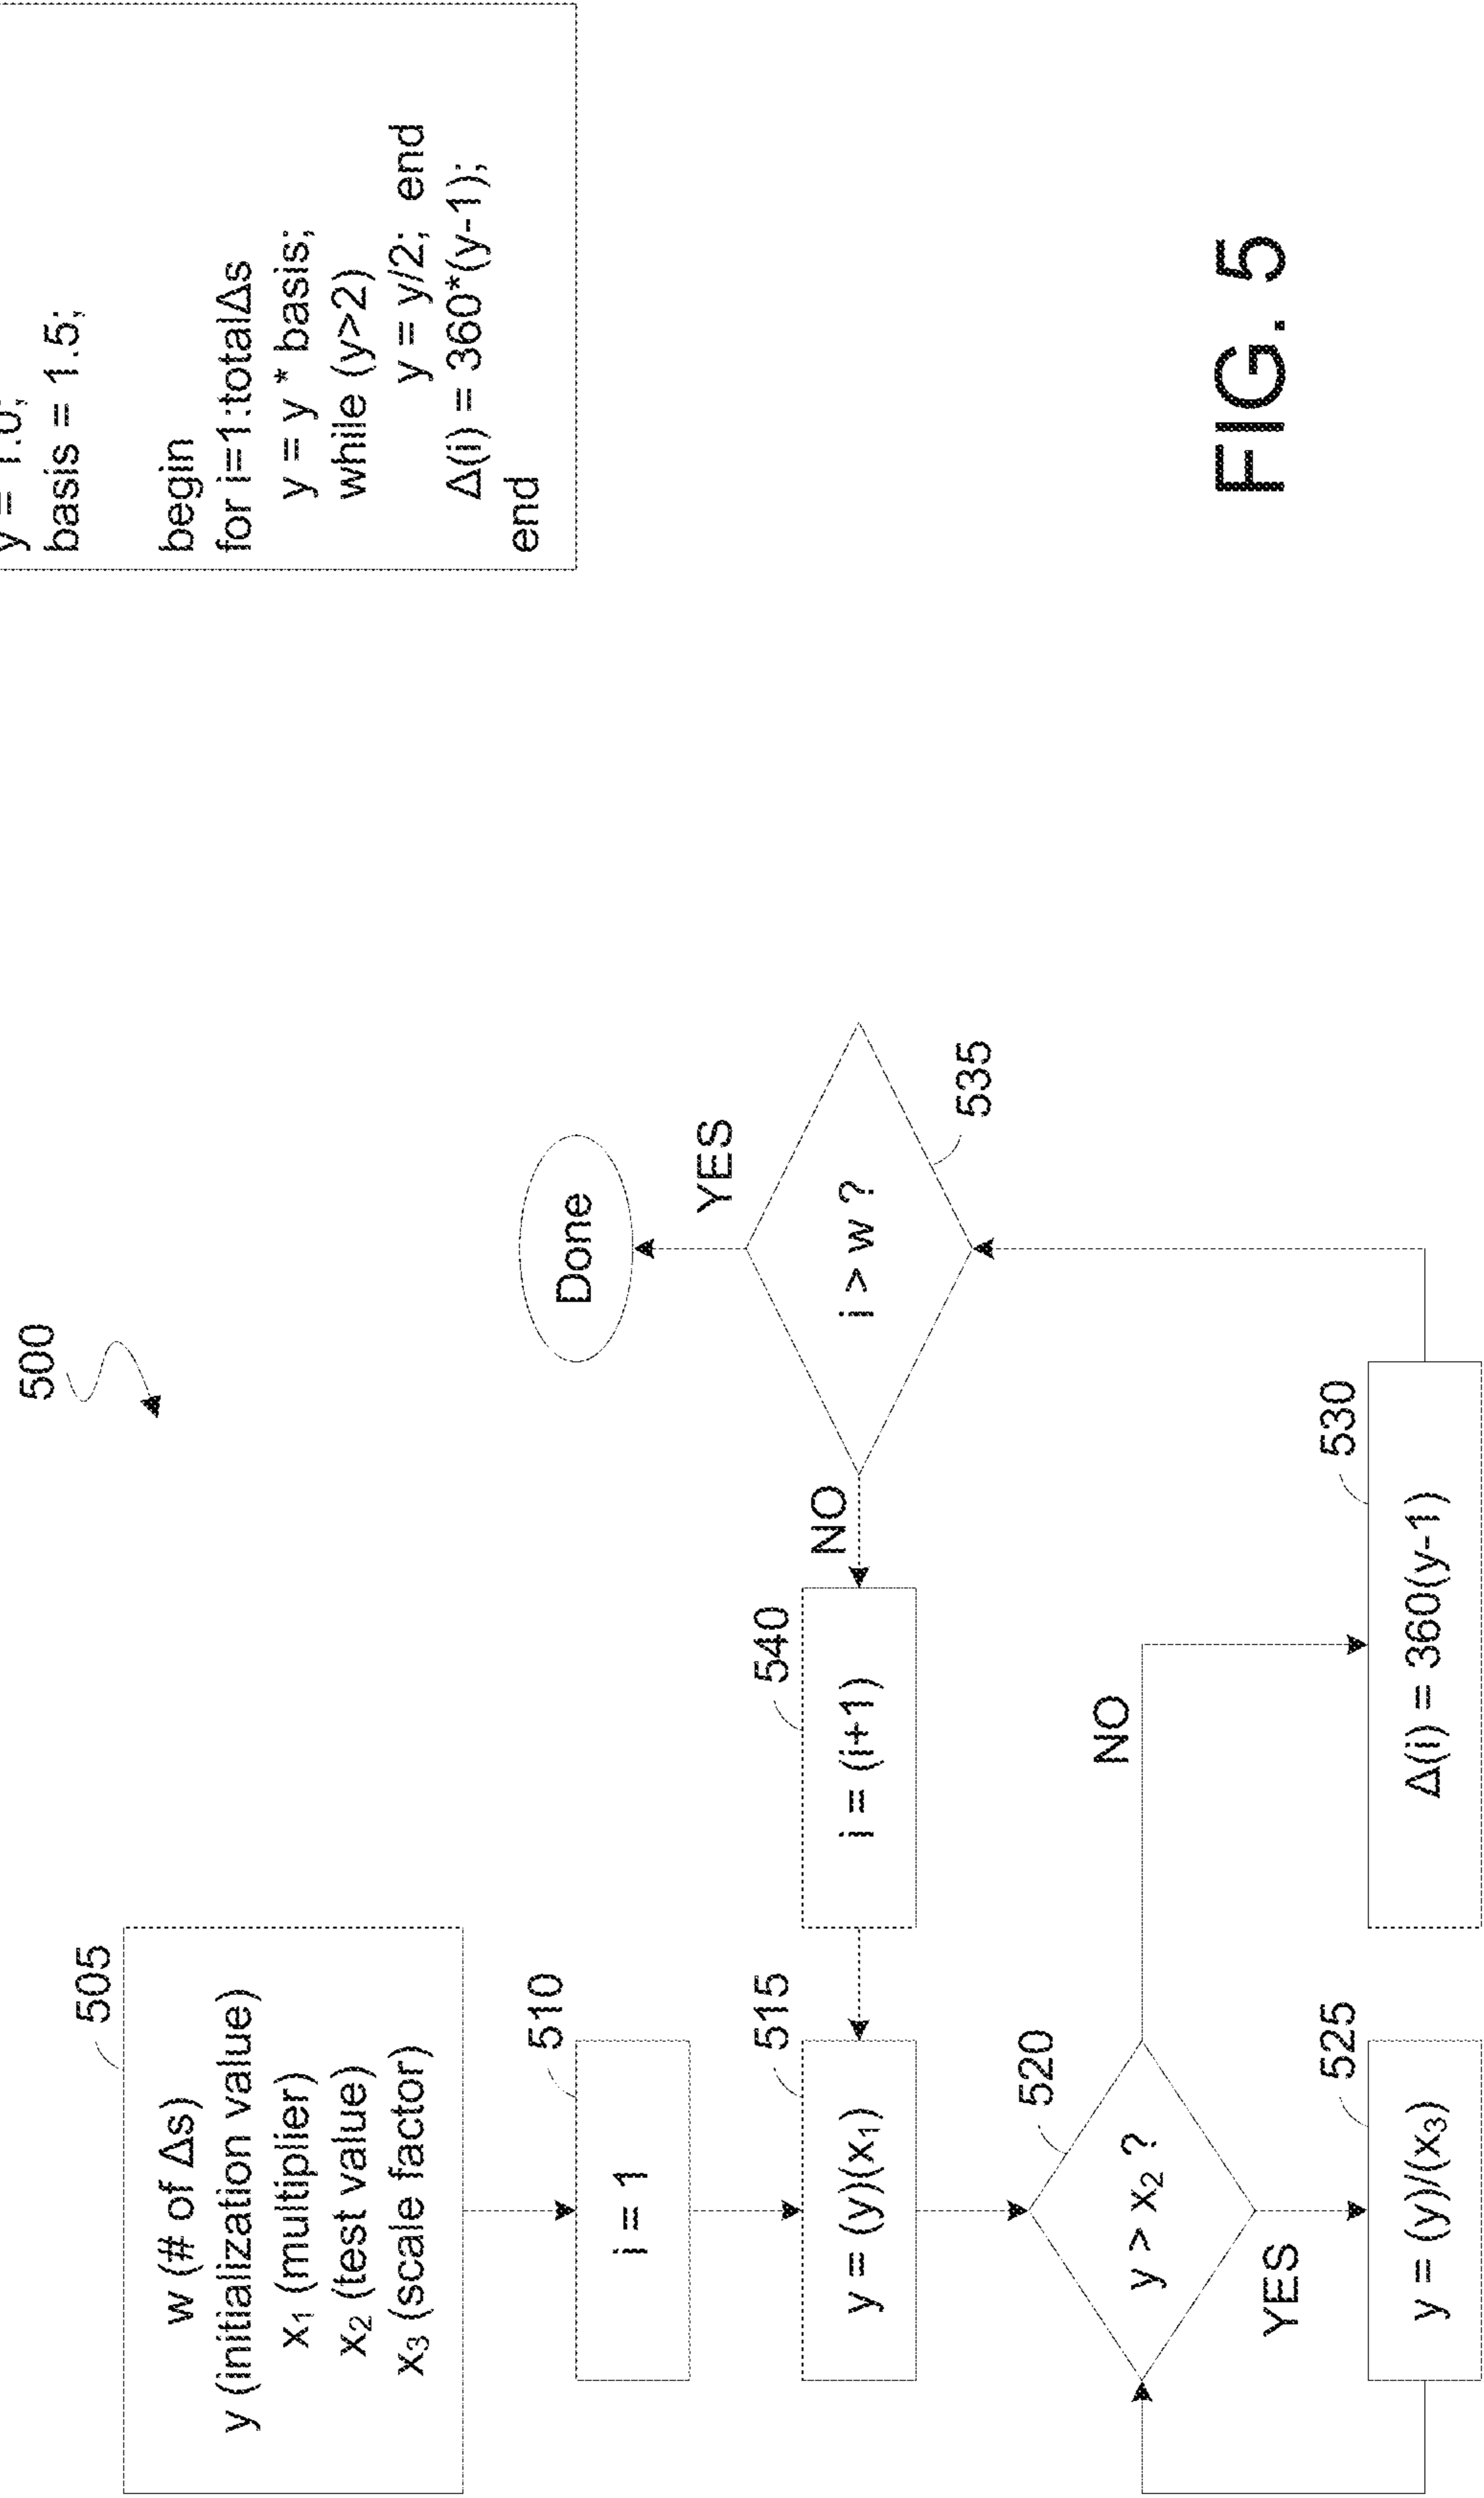 500
505
w (# of Δs)
y (initialization value)
x₁ (multiplier)
x₂ (test value)
x₃ (scale factor)
510
i = 1
515
y = (y)(x₁)
520
y > x₂ ?
YES
NO
525
y = (y)/(x₃)
530
Δ(i) = 360(y-1)
535
i > w ?
YES
NO
540
i = (i+1)
Done
y = 1.0;
basis = 1.5;
begin
for i=1:totalΔs
y = y * basis;
while (y>2)
y = y/2; end
Δ(i) = 360*(y-1);
end
FIG. 5